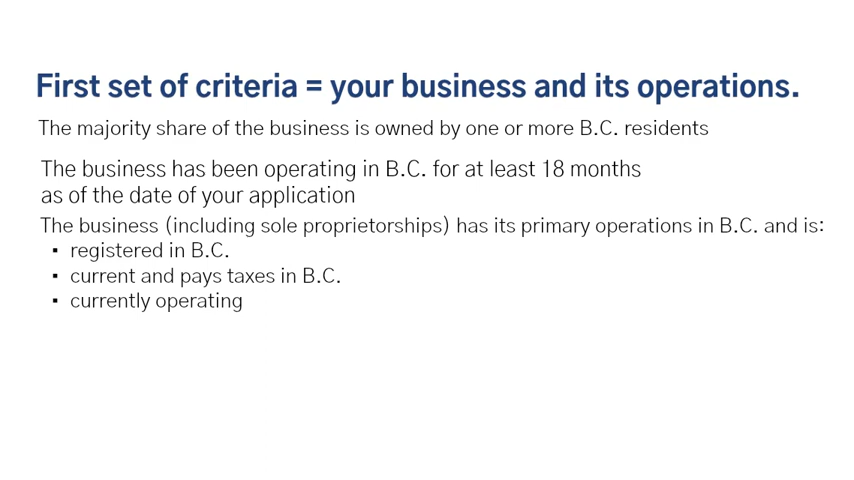 First set of criteria = your business and its operations.
The majority share of the business is owned by one or more B.C. residents
The business has been operating in B.C. for at least 18 months
as of the date of your application
The business (including sole proprietorships) has its primary operations in B.C. and is:
▪ registered in B.C.
▪ current and pays taxes in B.C.
▪ currently operating